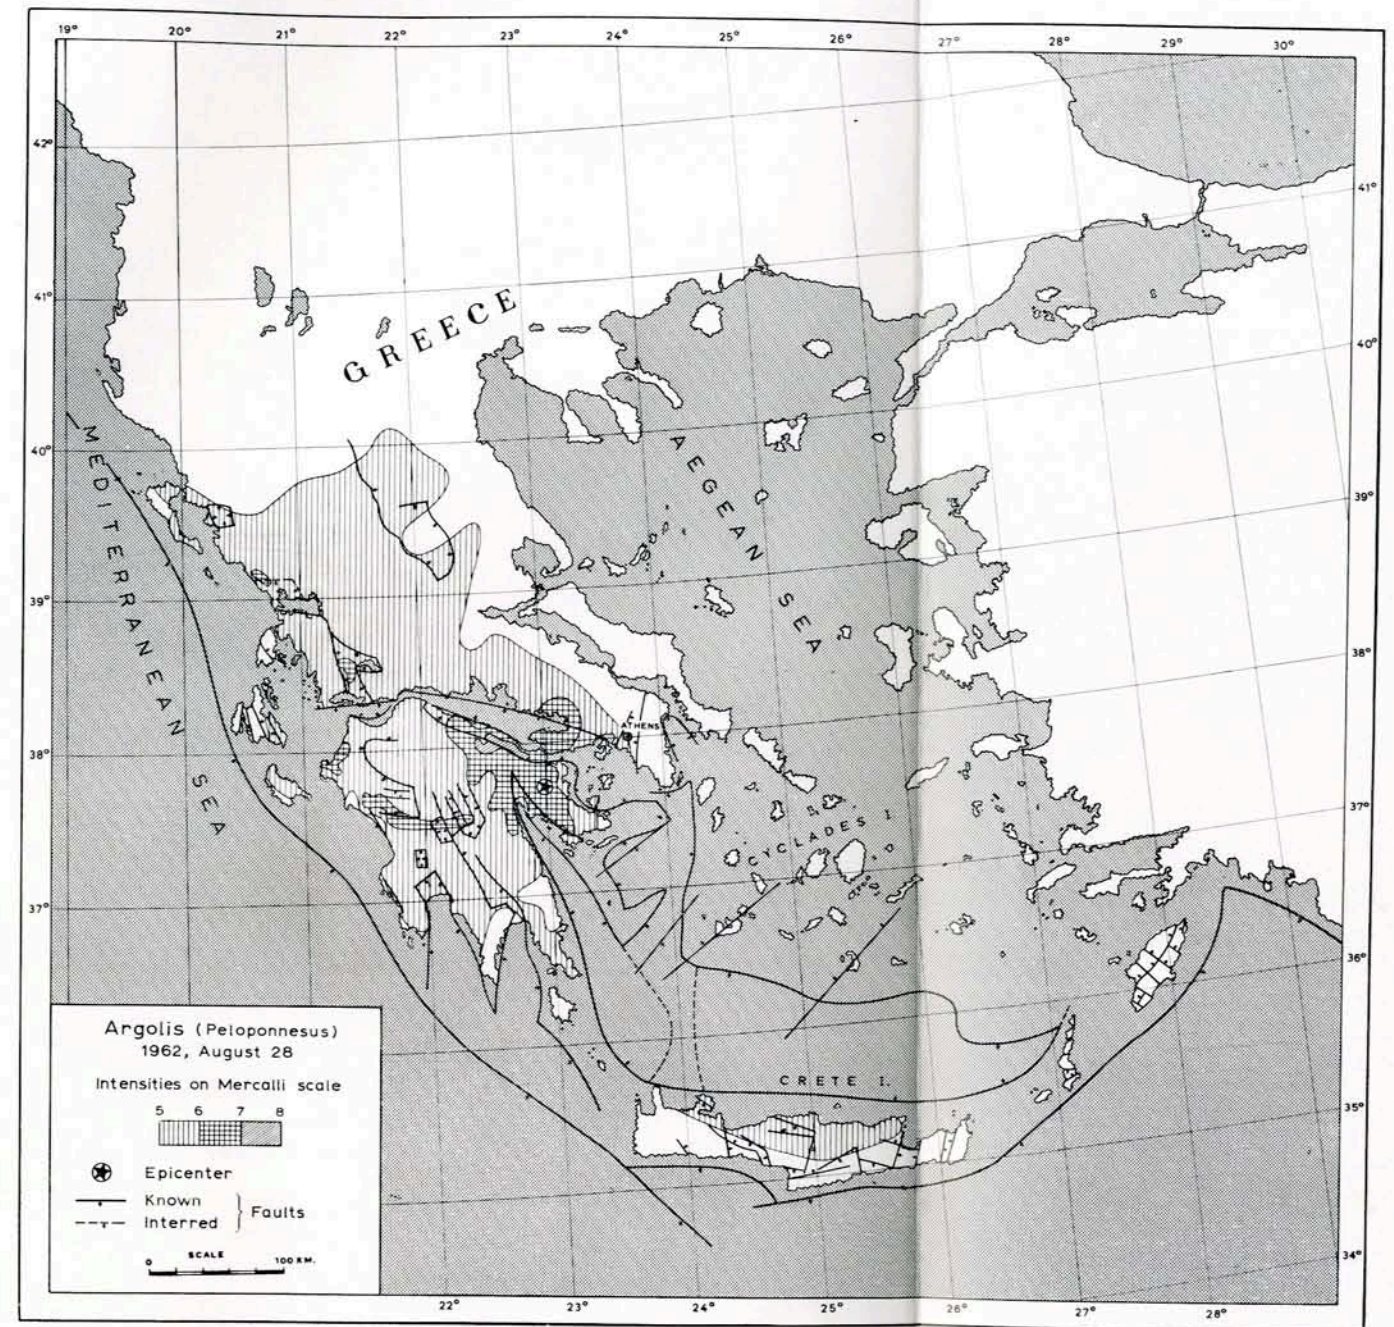 19° 20° 21° 22° 23° 24° 25° 26° 27° 28° 29° 30°
42°
41°
41°
GREECE
40°
40°
AEGEAN SEA
39°
MEDITERRANEAN SEA
39°
38°
ATHENS
38°
37°
CYCLADES I.
37°
36°
Argolis (Peloponnesus)
1962, August 28
Intensities on Mercalli scale
5 6 7 8
Epicenter
Known
Interred
Faults
SCALE
0 100 KM.
CRETE I.
35°
34°
22° 23° 24° 25° 26° 27° 28°